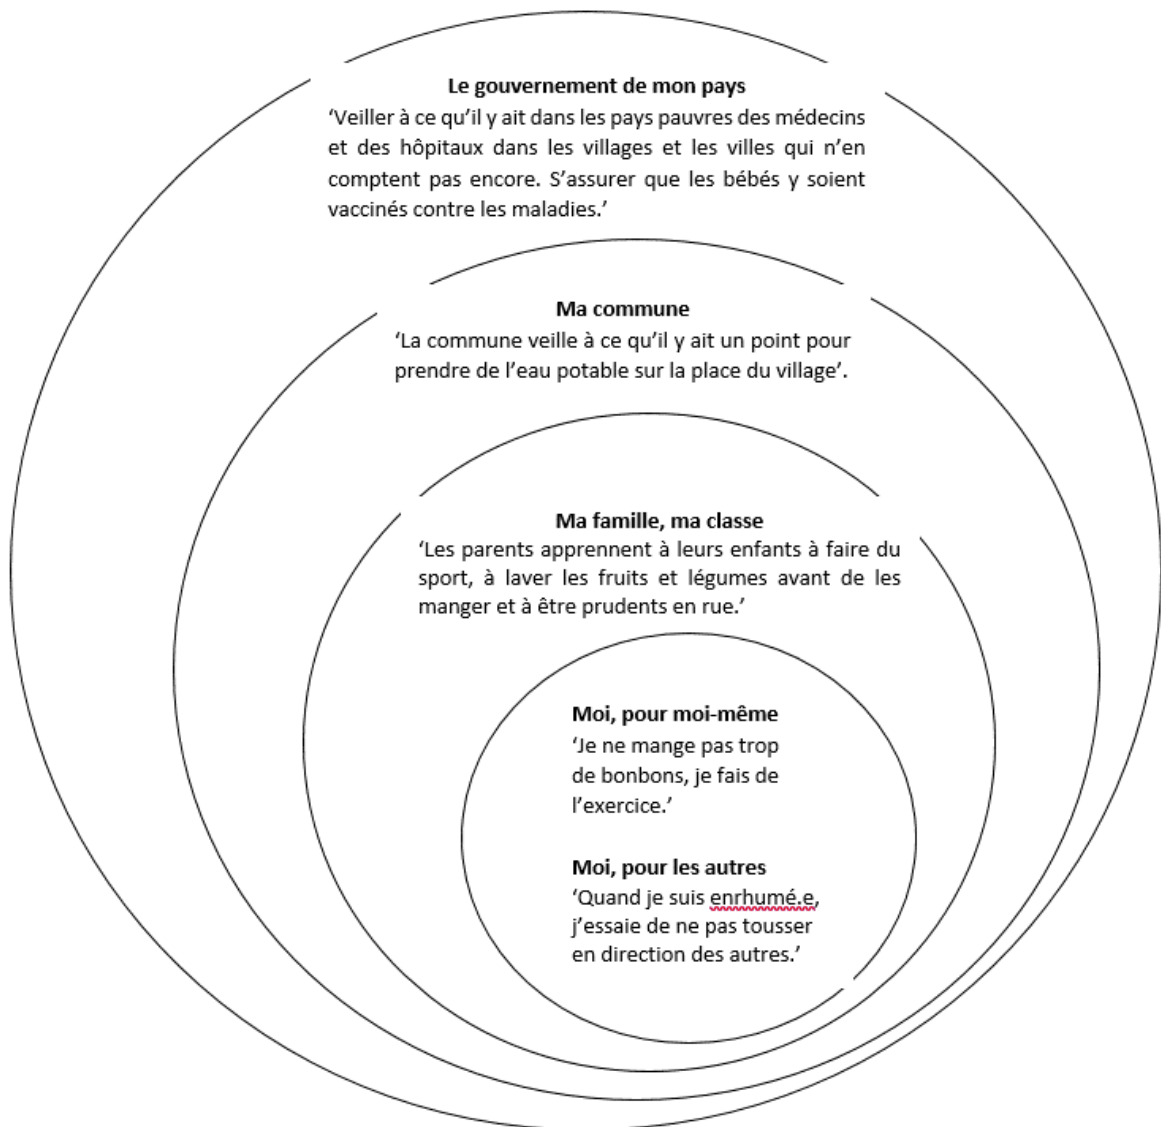 Le gouvernement de mon pays
‘Veiller à ce qu’il y ait dans les pays pauvres des médecins
et des hôpitaux dans les villages et les villes qui n’en
comptent pas encore. S’assurer que les bébés y soient
vaccinés contre les maladies.’
Ma commune
‘La commune veille à ce qu’il y ait un point pour
prendre de l’eau potable sur la place du village’.
Ma famille, ma classe
‘Les parents apprennent à leurs enfants à faire du
sport, à laver les fruits et légumes avant de les
manger et à être prudents en rue.’
Moi, pour moi-même
‘Je ne mange pas trop
de bonbons, je fais de
l’exercice.’
Moi, pour les autres
‘Quand je suis enrhumé.e,
j’essaie de ne pas tousser
en direction des autres.’